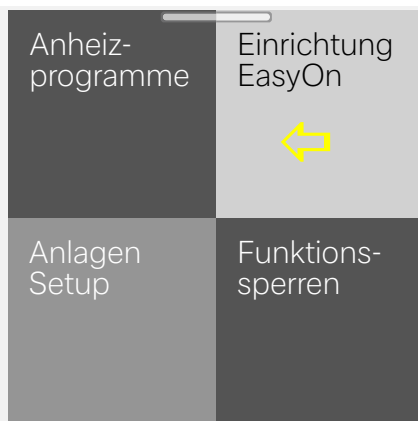 Anheiz-
programme
Einrichtung
EasyOn
Anlagen
Setup
Funktions-
sperren